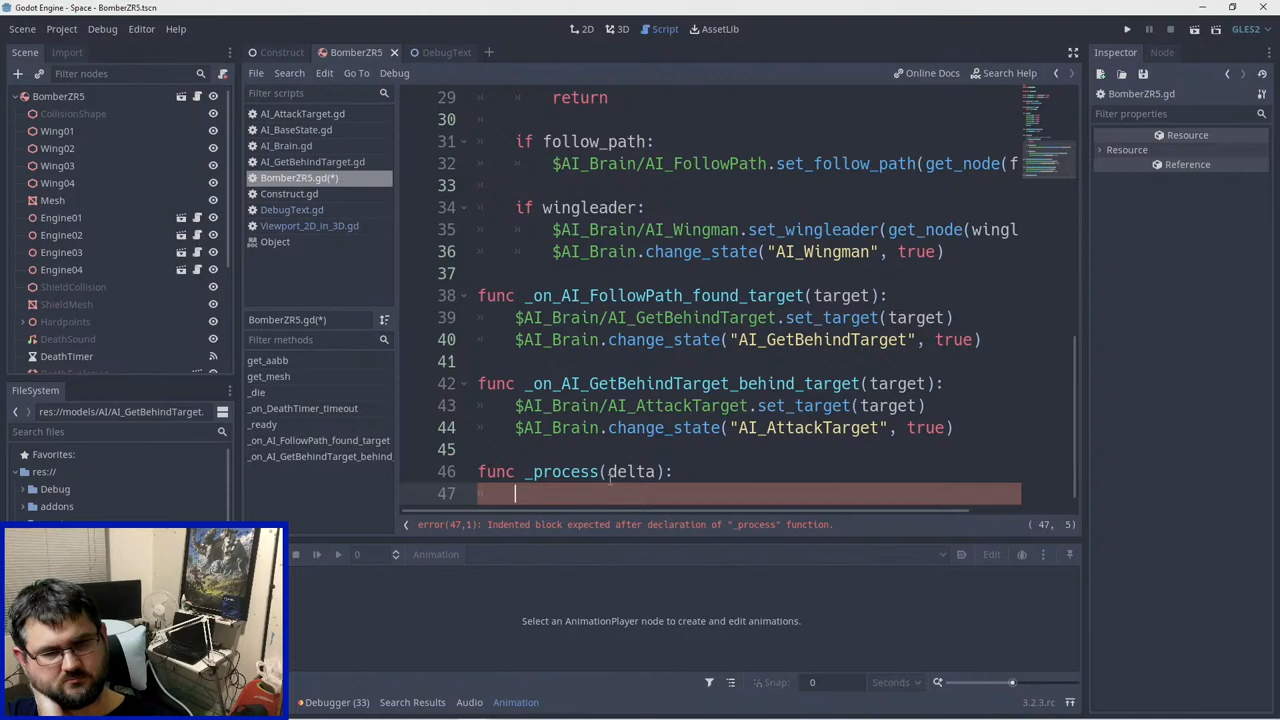 Godot Engine - Space - BomberZR5.tscn
Scene Project Debug Editor Help
2D 3D Script AssetLib
GLES2
Scene Import
Filter nodes
BomberZR5
CollisionShape
Wing01
Wing02
Wing03
Wing04
Mesh
Engine01
Engine02
Engine03
Engine04
ShieldCollision
ShieldMesh
Hardpoints
DeathSound
DeathTimer
FileSystem
res://models/AI/AI_GetBehindTarget.
Search files
Favorites:
res://
Debug
addons
Construct BomberZR5 DebugText
File Search Edit Go To Debug
Online Docs Search Help
Filter scripts
AI_AttackTarget.gd
AI_BaseState.gd
AI_Brain.gd
AI_GetBehindTarget.gd
BomberZR5.gd(*)
Construct.gd
DebugText.gd
Viewport_2D_in_3D.gd
Object
BomberZR5.gd(*)
Filter methods
get_aabb
get_mesh
_die
_on_DeathTimer_timeout
_ready
_on_AI_FollowPath_found_target
_on_AI_GetBehindTarget_behind_
29 return
30
31 if follow_path:
32 $AI_Brain/AI_FollowPath.set_follow_path(get_node(f
33
34 if wingleader:
35 $AI_Brain/AI_Wingman.set_wingleader(get_node(wingl
36 $AI_Brain.change_state("AI_Wingman", true)
37
38 func _on_AI_FollowPath_found_target(target):
39 $AI_Brain/AI_GetBehindTarget.set_target(target)
40 $AI_Brain.change_state("AI_GetBehindTarget", true)
41
42 func _on_AI_GetBehindTarget_behind_target(target):
43 $AI_Brain/AI_AttackTarget.set_target(target)
44 $AI_Brain.change_state("AI_AttackTarget", true)
45
46 func _process(delta):
47
error(47,1): Indented block expected after declaration of "_process" function.
( 47, 5)
0 Animation Edit
Select an AnimationPlayer node to create and edit animations.
Snap: 0 Seconds
Debugger (33) Search Results Audio Animation
3.2.3.rc
Inspector Node
BomberZR5.gd
Filter properties
Resource
Resource
Reference